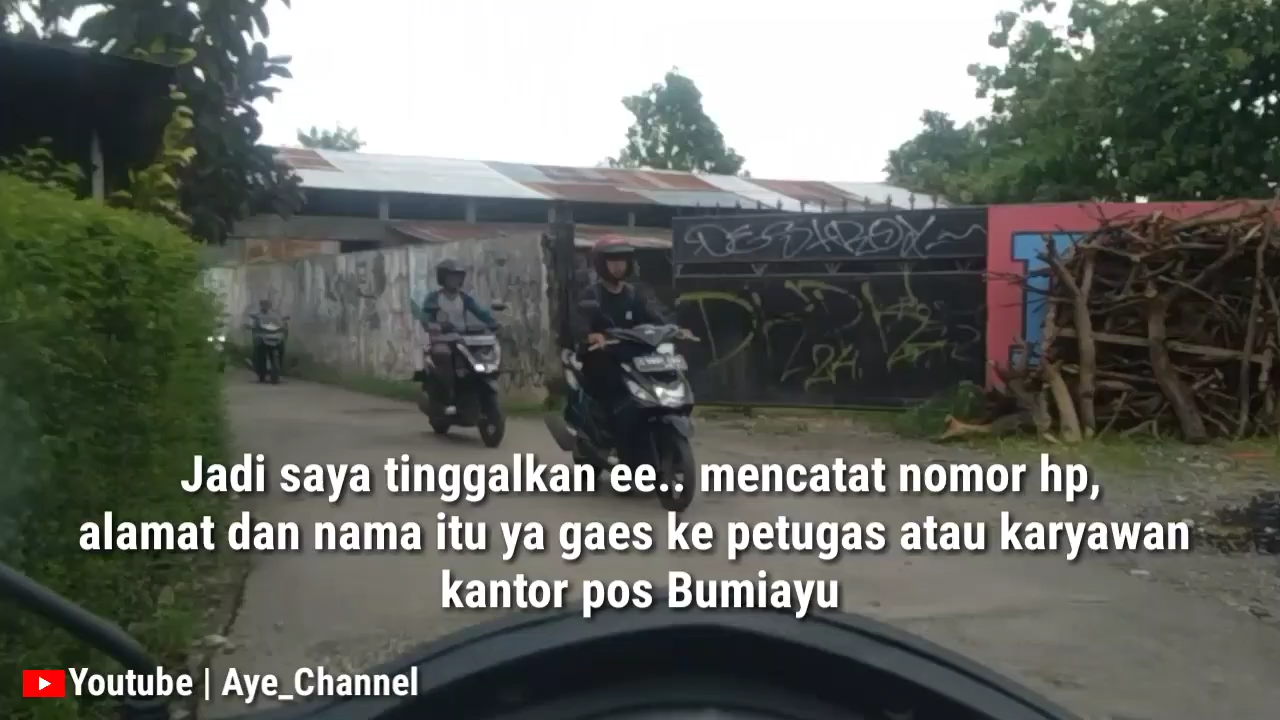 DESTROY
Jadi saya tinggalkan ee.. mencatat nomor hp,
alamat dan nama itu ya gaes ke petugas atau karyawan
kantor pos Bumiayu
Youtube | Aye_Channel